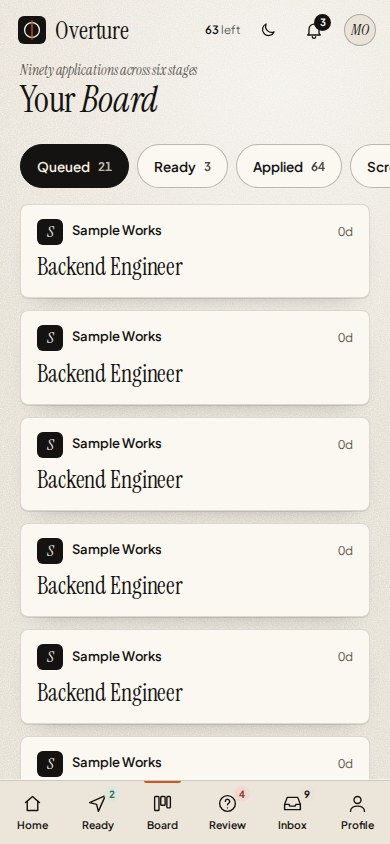 Overture
63 left
3
MO
Ninety applications across six stages
Your Board
Queued 21
Ready 3
Applied 64
Scr
S Sample Works 0d
Backend Engineer
S Sample Works 0d
Backend Engineer
S Sample Works 0d
Backend Engineer
S Sample Works 0d
Backend Engineer
S Sample Works 0d
Backend Engineer
S Sample Works 0d
2
4
9
Home
Ready
Board
Review
Inbox
Profile